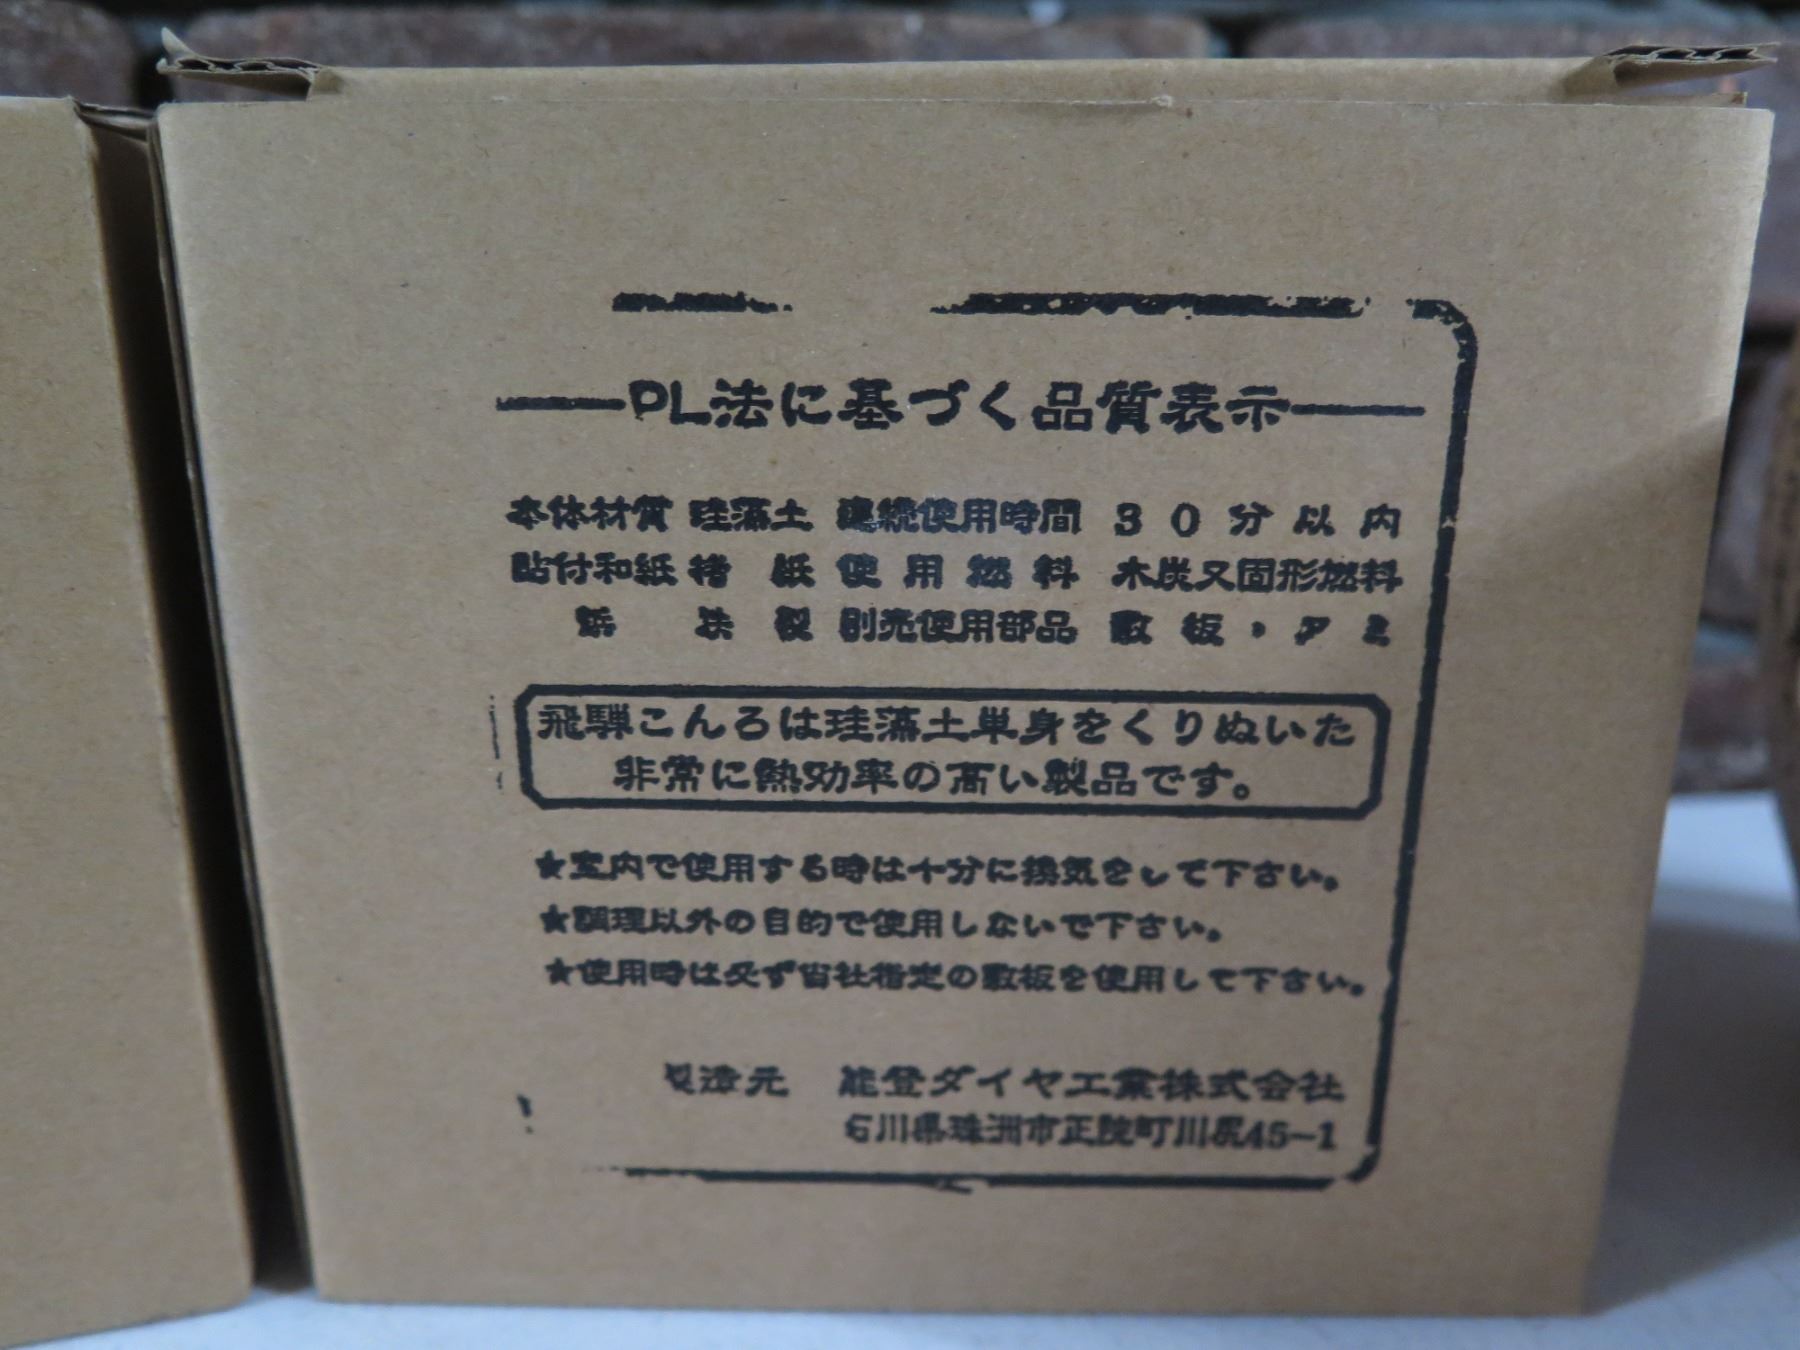 PL法に基づく品質表示
本体材質 珪藻土 連続使用時間 30分以内
貼付和紙 楮紙 使用燃料 木炭又固形燃料
鉄製 別売使用部品 敷板・アミ
飛騨こんろは珪藻土単身をくりぬいた
非常に熱効率の高い製品です。
★室内で使用する時は十分に換気をして下さい。
★調理以外の目的で使用しないで下さい。
★使用時は必ず当社指定の敷板を使用して下さい。
製造元 能登ダイヤ工業株式会社
石川県珠洲市正院町川尻45-1